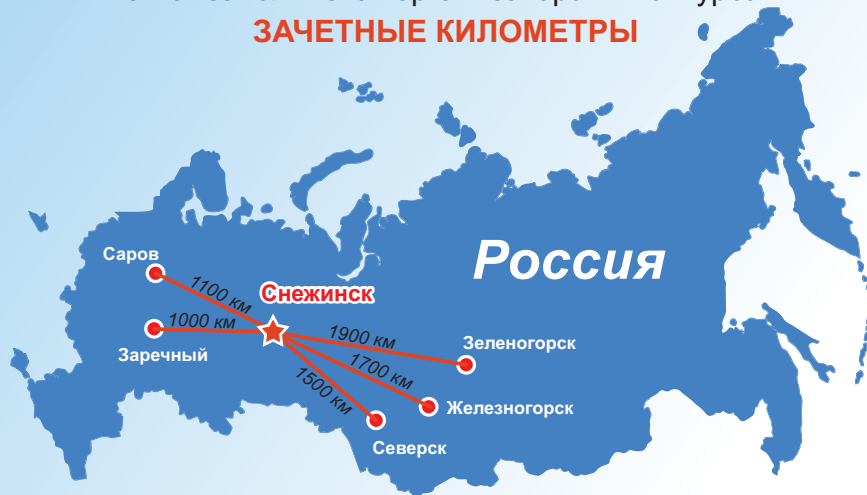 ЗАЧЕТНЫЕ КИЛОМЕТРЫ
Россия
Саров
1100 км
Снежинск
1000 км
Заречный
1900 км
Зеленогорск
1700 км
Железногорск
1500 км
Северск